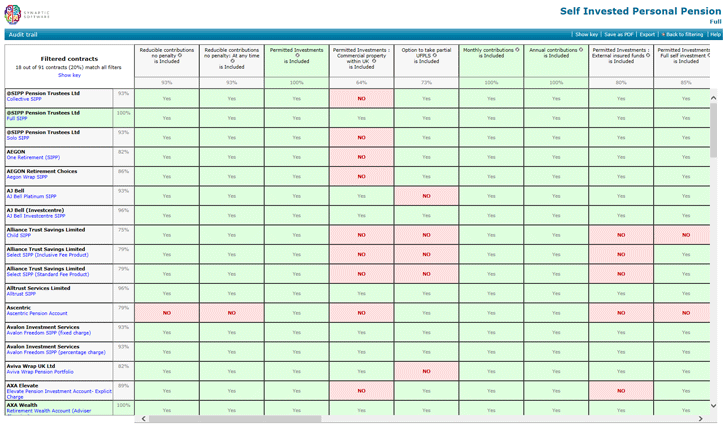 SYNAPTIC
SOFTWARE
Self Invested Personal Pension
Full
Audit trail
| Show key | Save as PDF | Export | Back to filtering | Help
Filtered contracts
18 out of 91 contracts (20%) match all filters
Show key
Reducible contributions no penalty is Included
Reducible contributions no penalty: At any time is Included
Permitted Investments is Included
Permitted Investments : Commercial property within UK is Included
Option to take partial UFPLS is Included
Monthly contributions is Included
Annual contributions is Included
Permitted Investments : External insured funds is Included
Permitted Investments : Full self investment is Included
93% 93% 100% 64% 73% 100% 100% 80% 80%
@SIPP Pension Trustees Ltd 93%
Collective SIPP
Yes Yes Yes NO Yes Yes Yes Yes Yes
@SIPP Pension Trustees Ltd 100%
Full SIPP
Yes Yes Yes Yes Yes Yes Yes Yes Yes
@SIPP Pension Trustees Ltd 93%
Solo SIPP
Yes Yes Yes NO Yes Yes Yes Yes Yes
AEGON 82%
One Retirement (SIPP)
Yes Yes Yes NO Yes Yes Yes Yes Yes
AEGON Retirement Choices 86%
Aegon Wrap SIPP
Yes Yes Yes NO Yes Yes Yes Yes Yes
AJ Bell 93%
AJ Bell Platinum SIPP
Yes Yes Yes Yes NO Yes Yes Yes Yes
AJ Bell (Investcentre) 96%
AJ Bell Investcentre SIPP
Yes Yes Yes Yes Yes Yes Yes Yes Yes
Alliance Trust Savings Limited 75%
Child SIPP
Yes Yes Yes NO NO Yes Yes NO NO
Alliance Trust Savings Limited 79%
Select SIPP (Inclusive Fee Product)
Yes Yes Yes NO NO Yes Yes NO Yes
Alliance Trust Savings Limited 79%
Select SIPP (Standard Fee Product)
Yes Yes Yes NO NO Yes Yes NO Yes
Alltrust Services Limited 96%
Alltrust SIPP
Yes Yes Yes Yes Yes Yes Yes Yes Yes
Ascentric 79%
Ascentric Pension Account
NO NO Yes NO Yes Yes Yes NO Yes
Avalon Investment Services 93%
Avalon Freedom SIPP (fixed charge)
Yes Yes Yes Yes Yes Yes Yes Yes Yes
Avalon Investment Services 93%
Avalon Freedom SIPP (percentage charge)
Yes Yes Yes Yes Yes Yes Yes Yes Yes
Aviva Wrap UK Ltd 82%
Aviva Wrap Pension Portfolio
Yes Yes Yes Yes NO Yes Yes Yes Yes
AXA Elevate 89%
Elevate Pension Investment Account- Explicit
Charge
Yes Yes Yes NO Yes Yes Yes NO Yes
AXA Wealth 100%
Retirement Wealth Account (Adviser
Yes Yes Yes Yes Yes Yes Yes Yes Yes